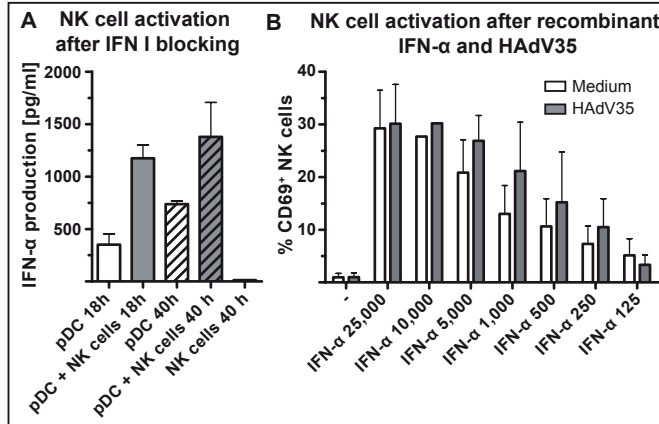 A
NK cell activation
after IFN I blocking
IFN-α production [pg/ml]
2000
1500
1250
1000
500
pDC 18h
pDC + NK cells 18h
pDC 40h
pDC + NK cells 40 h
NK cells 40 h
B
NK cell activation after recombinant
IFN-α and HAdV35
% CD69⁺ NK cells
40
30
20
10
Medium
HAdV35
-
IFN-α 25,000
IFN-α 10,000
IFN-α 5,000
IFN-α 1,000
IFN-α 500
IFN-α 250
IFN-α 125